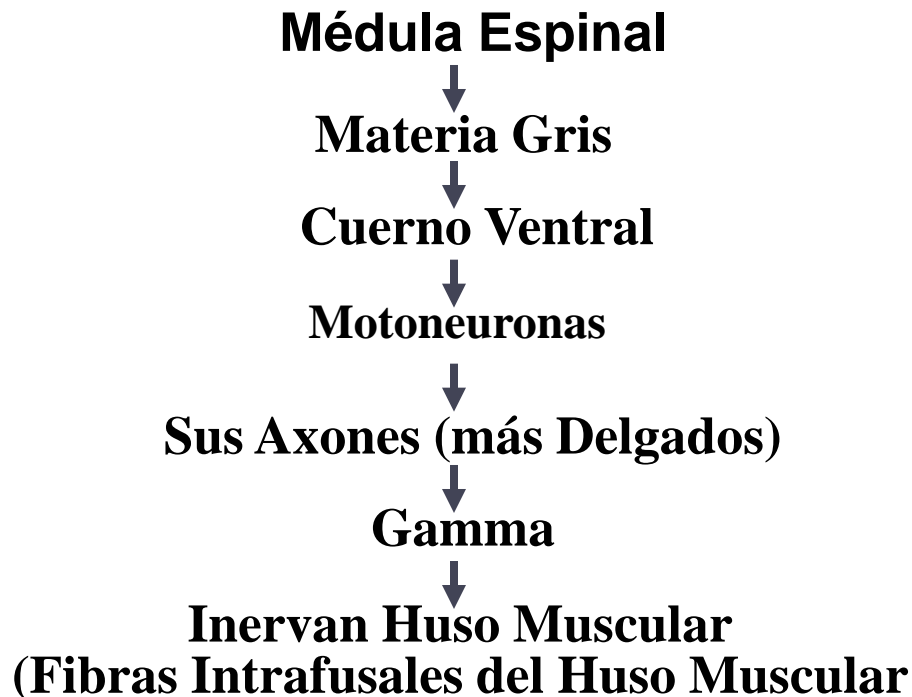 Médula Espinal
Materia Gris
Cuerno Ventral
Motoneuronas
Sus Axones (más Delgados)
Gamma
Inervan Huso Muscular
(Fibras Intrafusales del Huso Muscular